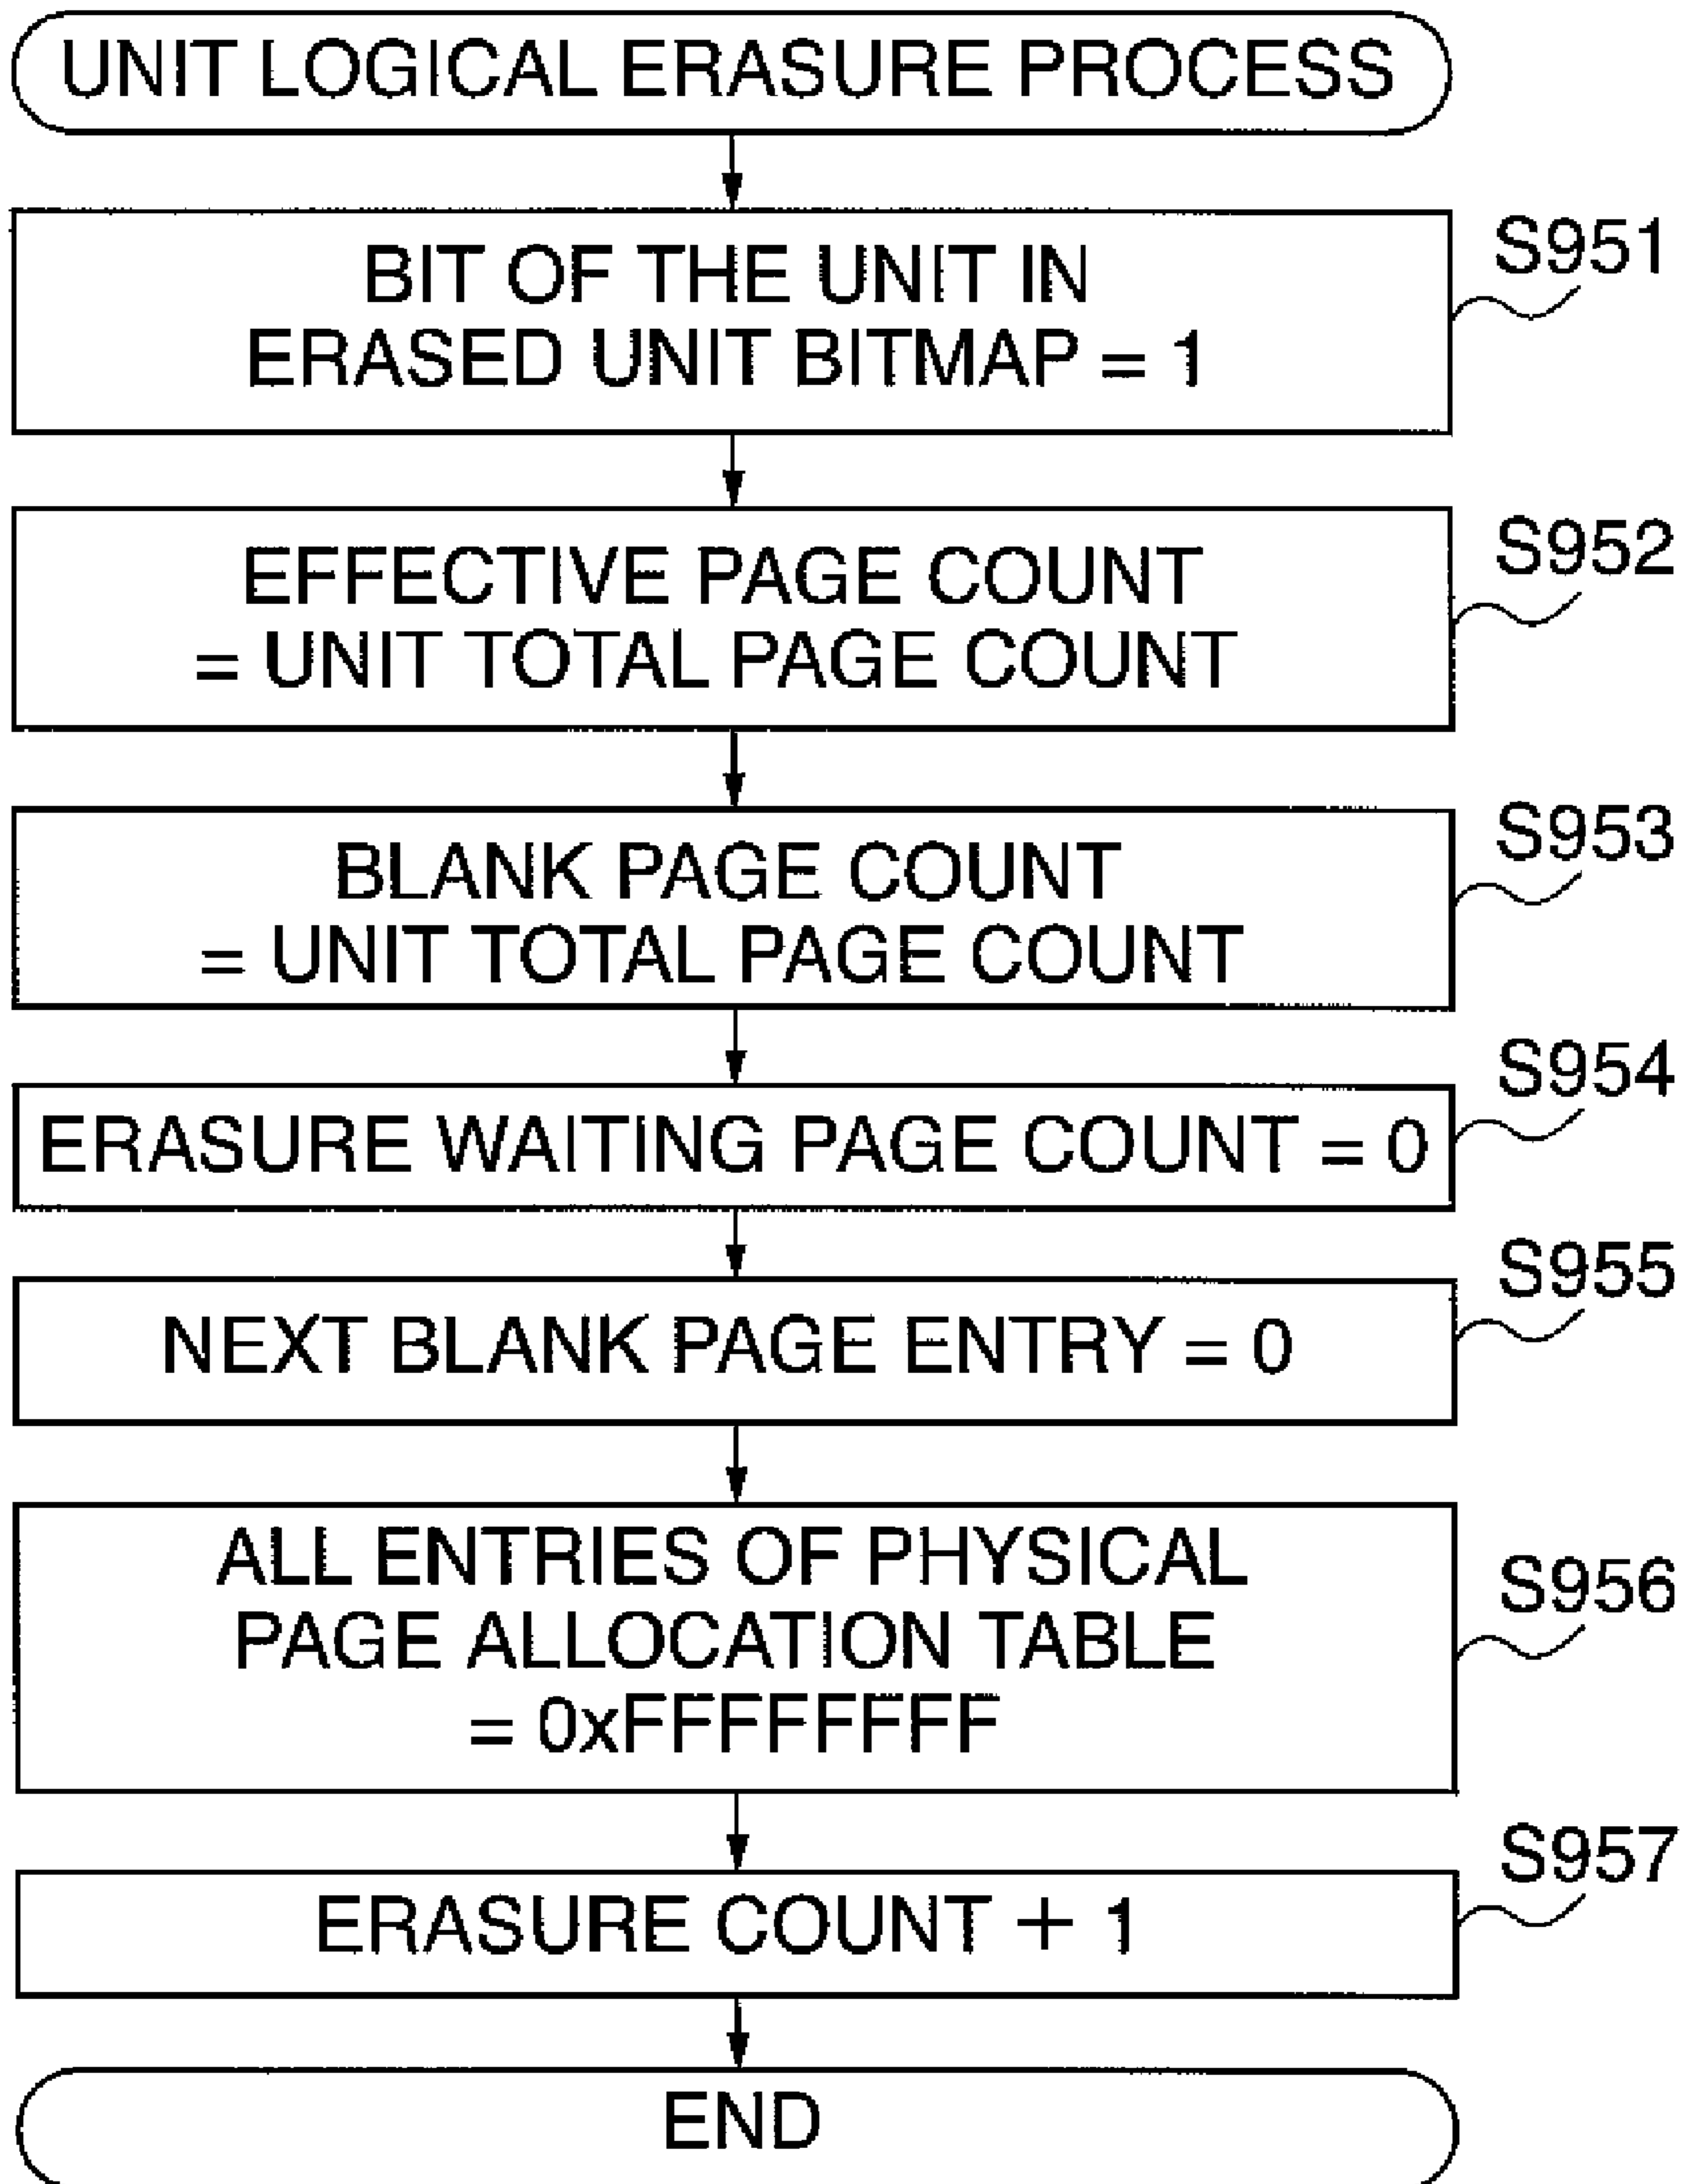 UNIT LOGICAL ERASURE PROCESS
S951
BIT OF THE UNIT IN
ERASED UNIT BITMAP = 1
S952
EFFECTIVE PAGE COUNT
= UNIT TOTAL PAGE COUNT
S953
BLANK PAGE COUNT
= UNIT TOTAL PAGE COUNT
S954
ERASURE WAITING PAGE COUNT = 0
S955
NEXT BLANK PAGE ENTRY = 0
S956
ALL ENTRIES OF PHYSICAL
PAGE ALLOCATION TABLE
= 0xFFFFFFFF
S957
ERASURE COUNT + 1
END